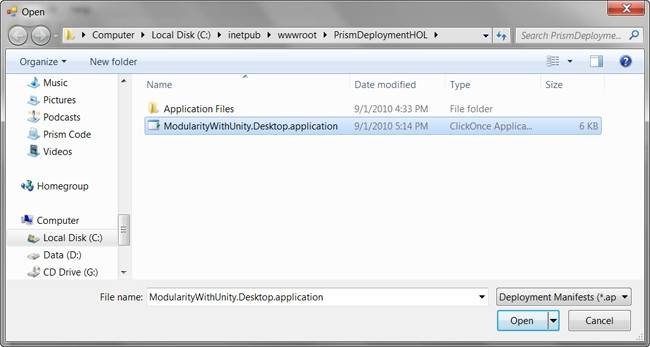 Open
Computer Local Disk (C:) inetpub wwwroot PrismDeploymentHOL Search PrismDeployme...
Organize New folder
Name Date modified Type Size
Music
Pictures
Podcasts
Prism Code
Videos
Homegroup
Computer
Local Disk (C:)
Data (D:)
CD Drive (G:)
Application Files 9/1/2010 4:33 PM File folder
ModularityWithUnity.Desktop.application 9/1/2010 5:14 PM ClickOnce Applica... 6 KB
File name: ModularityWithUnity.Desktop.application Deployment Manifests (*.ap
Open Cancel